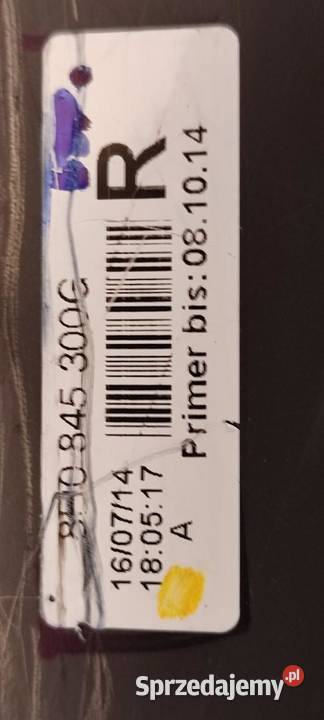 845 300G
R
16/07/14
18:05:17
A
Primer bis:08.10.14
Sprzedajemy.pl